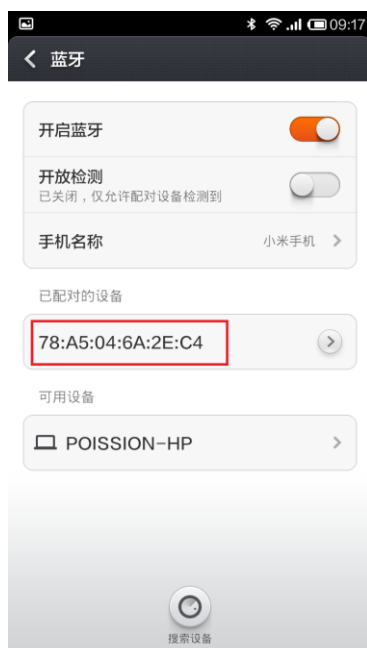 09:17
蓝牙
开启蓝牙
开放检测
已关闭，仅允许配对设备检测到
手机名称 小米手机
已配对的设备
78:A5:04:6A:2E:C4
可用设备
POISSION-HP
搜索设备